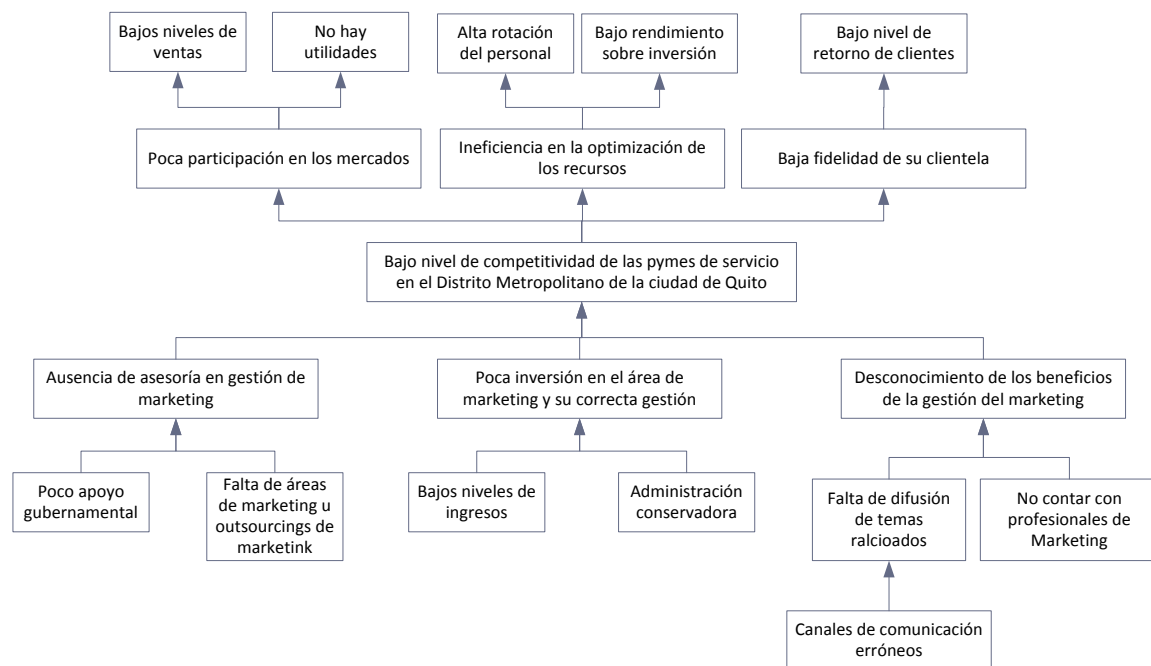 Bajos niveles de
ventas
No hay
utilidades
Alta rotación
del personal
Bajo rendimiento
sobre inversión
Bajo nivel de
retorno de clientes
Poca participación en los mercados
Ineficiencia en la optimización de
los recursos
Baja fidelidad de su clientela
Bajo nivel de competitividad de las pymes de servicio
en el Distrito Metropolitano de la ciudad de Quito
Ausencia de asesoría en gestión de
marketing
Poca inversión en el área de
marketing y su correcta gestión
Desconocimiento de los beneficios
de la gestión del marketing
Poco apoyo
gubernamental
Falta de áreas
de marketing u
outsourcings de
marketink
Bajos niveles de
ingresos
Administración
conservadora
Falta de difusión
de temas
ralcioados
No contar con
profesionales de
Marketing
Canales de comunicación
erróneos